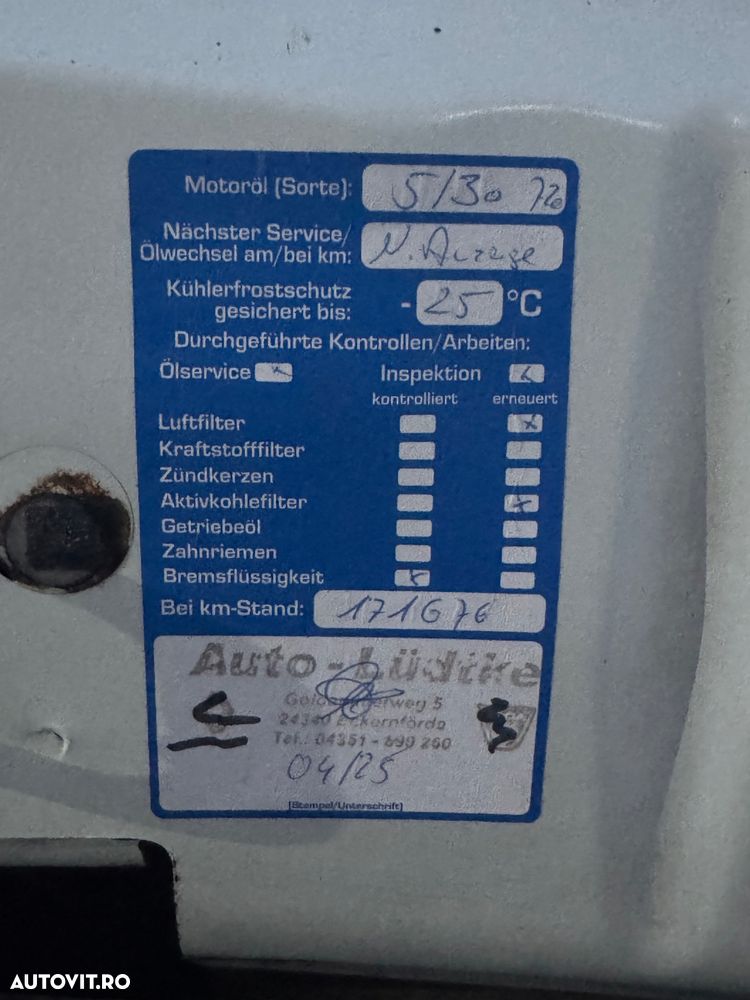 Motoröl (Sorte): 5/30
Nächster Service/
Ölwechsel am/bei km: N. Anzeige
Kühlerfrostschutz
gesichert bis: - 25 °C
Durchgeführte Kontrollen/Arbeiten:
Ölservice Inspektion
kontrolliert erneuert
Luftfilter
Kraftstofffilter
Zündkerzen
Aktivkohlefilter
Getriebeöl
Zahnriemen
Bremsflüssigkeit
Bei km-Stand: 171676
Auto - Lüdtke
5
24340 Eckernförde
Tel.: 04351 - 899 260
04/25
[Stempel/Unterschrift]
AUTOVIT.RO